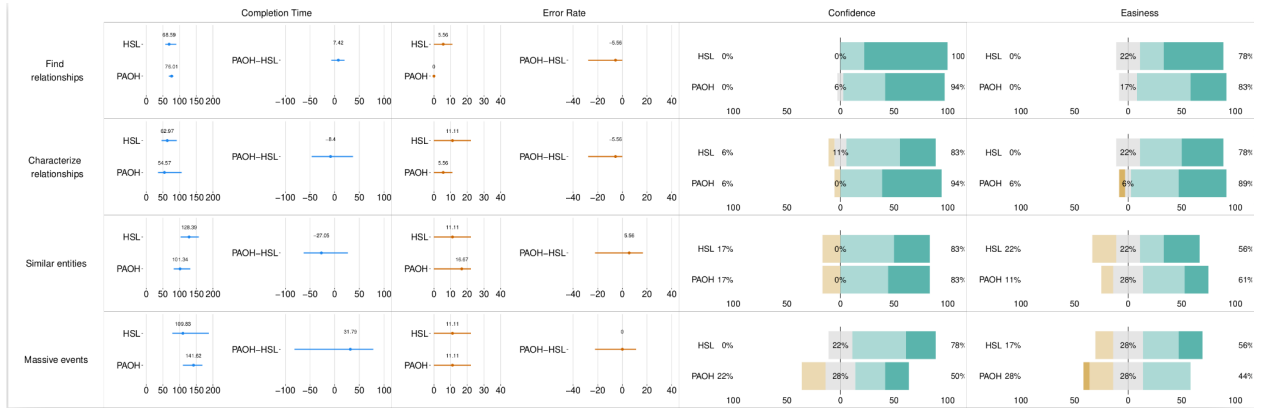 Completion Time Error Rate Confidence Easiness
Find relationships
68.59 7.42 5.56 -5.56
HSL HSL HSL 0% 0% 100 HSL 0% 22% 78%
PAOH-HSL PAOH-HSL
76.01 0
PAOH PAOH PAOH 0% 6% 94% PAOH 0% 17% 83%
0 50 100 150 200 -100 -50 0 50 100 0 10 20 30 40 -40 -20 0 20 40 100 50 0 50 100 100 50 0 50 100
Characterize relationships
62.97 -8.4 11.11 -5.56
HSL HSL HSL 6% 11% 83% HSL 0% 22% 78%
PAOH-HSL PAOH-HSL
54.57 5.56
PAOH PAOH PAOH 6% 0% 94% PAOH 6% 6% 89%
0 50 100 150 200 -100 -50 0 50 100 0 10 20 30 40 -40 -20 0 20 40 100 50 0 50 100 100 50 0 50 100
Similar entities
128.39 -27.05 11.11 5.56
HSL HSL HSL 17% 0% 83% HSL 22% 22% 56%
PAOH-HSL PAOH-HSL
101.34 16.67
PAOH PAOH PAOH 17% 0% 83% PAOH 11% 28% 61%
0 50 100 150 200 -100 -50 0 50 100 0 10 20 30 40 -40 -20 0 20 40 100 50 0 50 100 100 50 0 50 100
Massive events
109.83 31.79 11.11 0
HSL HSL HSL 0% 22% 78% HSL 17% 28% 56%
PAOH-HSL PAOH-HSL
141.62 11.11
PAOH PAOH PAOH 22% 28% 50% PAOH 28% 28% 44%
0 50 100 150 200 -100 -50 0 50 100 0 10 20 30 40 -40 -20 0 20 40 100 50 0 50 100 100 50 0 50 100